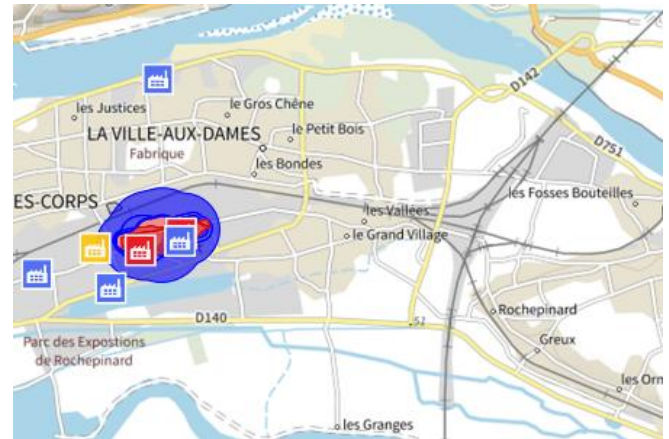 D142
les Justices
le Gros Chêne
LA VILLE-AUX-DAMES
le Petit Bois
D751
Fabrique
les Bondes
ES-CORPS
les Fosses Bouteilles
les Vallées
le Grand Village
Rochepinard
D140
51
Parc des Expostions
de Rochepinard
Greux
les Orm
les Granges